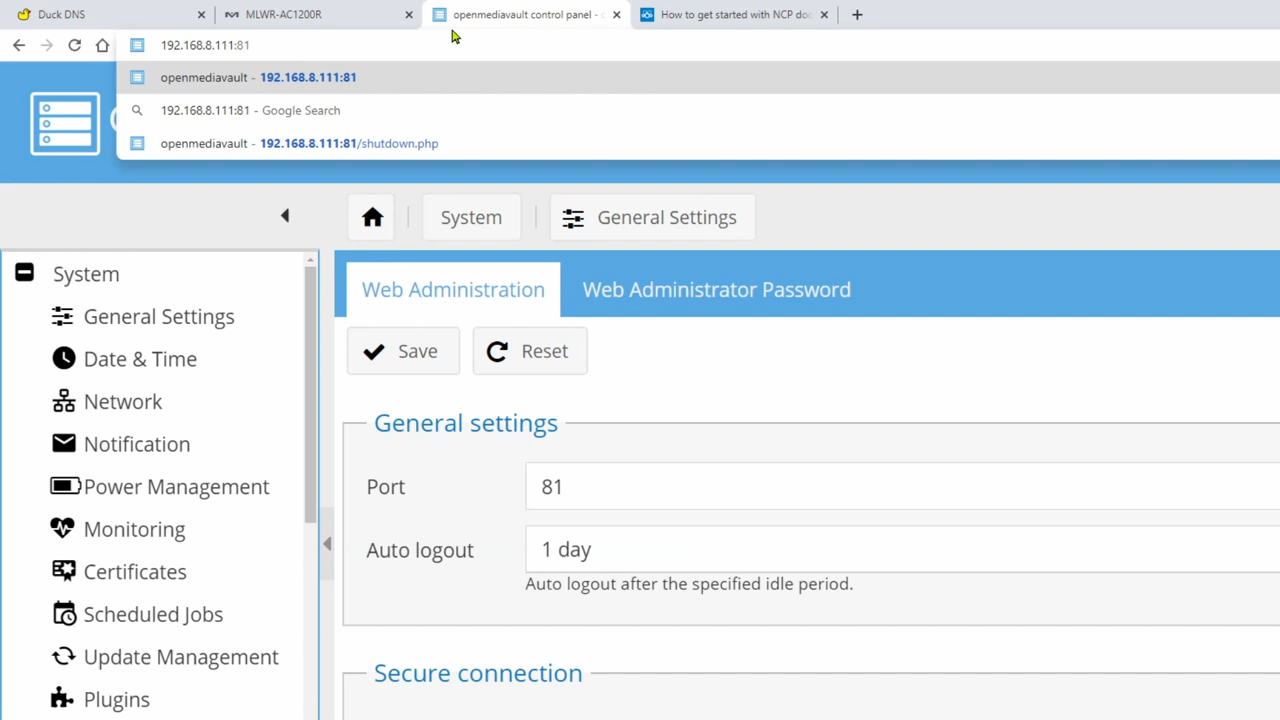 Duck DNS
MLWR-AC1200R
openmediavault control panel -
How to get started with NCP doc
192.168.8.111:81
openmediavault - 192.168.8.111:81
192.168.8.111:81 - Google Search
openmediavault - 192.168.8.111:81/shutdown.php
System
General Settings
System
General Settings
Date & Time
Network
Notification
Power Management
Monitoring
Certificates
Scheduled Jobs
Update Management
Plugins
Web Administration
Web Administrator Password
Save
Reset
General settings
Port
81
Auto logout
1 day
Auto logout after the specified idle period.
Secure connection